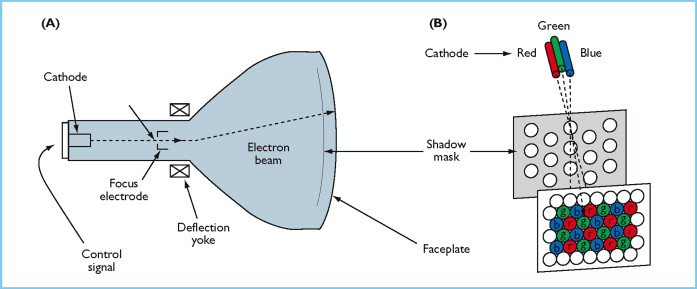 (A)
Cathode
Electron
beam
Focus
electrode
Deflection
yoke
Control
signal
Faceplate
Shadow
mask
(B)
Green
Cathode
Red
Blue
g b r g b r
b r g b r g
g b r g b r
b r g b r g